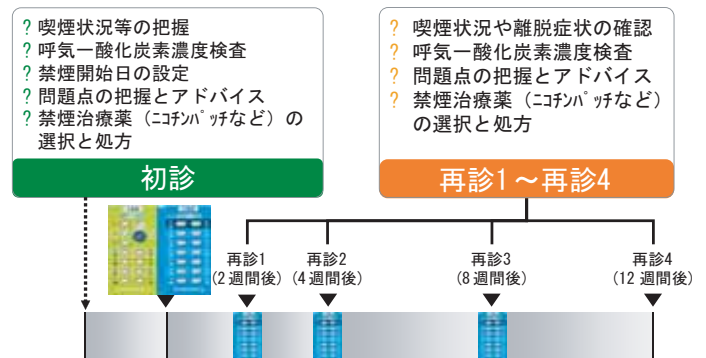 ? 喫煙状況等の把握
? 呼気一酸化炭素濃度検査
? 禁煙開始日の設定
? 問題点の把握とアドバイス
? 禁煙治療薬（ﾆｺﾁﾝﾊﾟｯﾁなど）の
選択と処方
初診
? 喫煙状況や離脱症状の確認
? 呼気一酸化炭素濃度検査
? 問題点の把握とアドバイス
? 禁煙治療薬（ﾆｺﾁﾝﾊﾟｯﾁなど）
の選択と処方
再診1～再診4
再診1
(2週間後)
再診2
(4週間後)
再診3
(8週間後)
再診4
(12週間後)